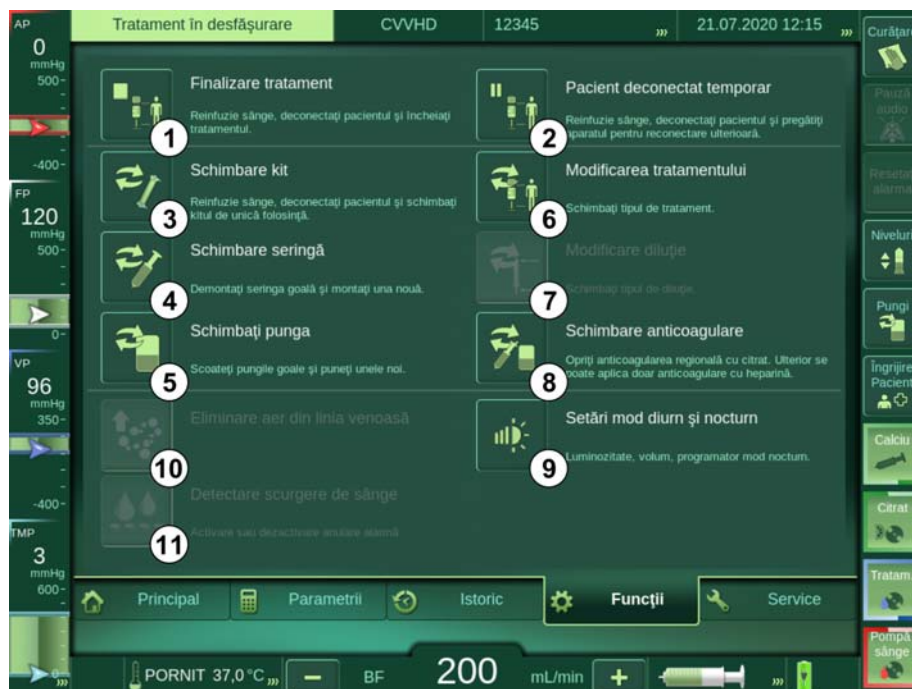 Tratament în desfășurare
CVVHD
12345
21.07.2020 12:15
AP
0
mmHg
500
-400
FP
120
mmHg
500
0
VP
96
mmHg
350
-400
TMP
3
mmHg
600
0
Finalizare tratament
Reinfuzie sânge, deconectați pacientul și încheiați
tratamentul.
1
Pacient deconectat temporar
Reinfuzie sânge, deconectați pacientul și pregătiți
aparatul pentru reconectare ulterioară.
2
Schimbare kit
Reinfuzie sânge, deconectați pacientul și schimbați
kitul de unică folosință.
3
Modificarea tratamentului
Schimbați tipul de tratament.
6
Schimbare seringă
Demontați seringa goală și montați una nouă.
4
Modificare diluție
Schimbați tipul de diluție.
7
Schimbați punga
Scoateți pungile goale și puneți unele noi.
5
Schimbare anticoagulare
Opriți anticoagularea regională cu citrat. Ulterior se
poate aplica doar anticoagulare cu heparină.
8
Eliminare aer din linia venoasă
10
Setări mod diurn și nocturn
Luminozitate, volum, programator mod nocturn.
9
Detectare scurgere de sânge
Activare sau dezactivare anulare alarmă
11
Principal
Parametrii
Istoric
Funcții
Service
PORNIT 37,0 °C
BF
200
mL/min
Curățare
Pauză
audio
Resetați
alarma
Niveluri
Pungi
Îngrijire
Pacient
Calciu
Citrat
Tratam.
Pompă
sânge